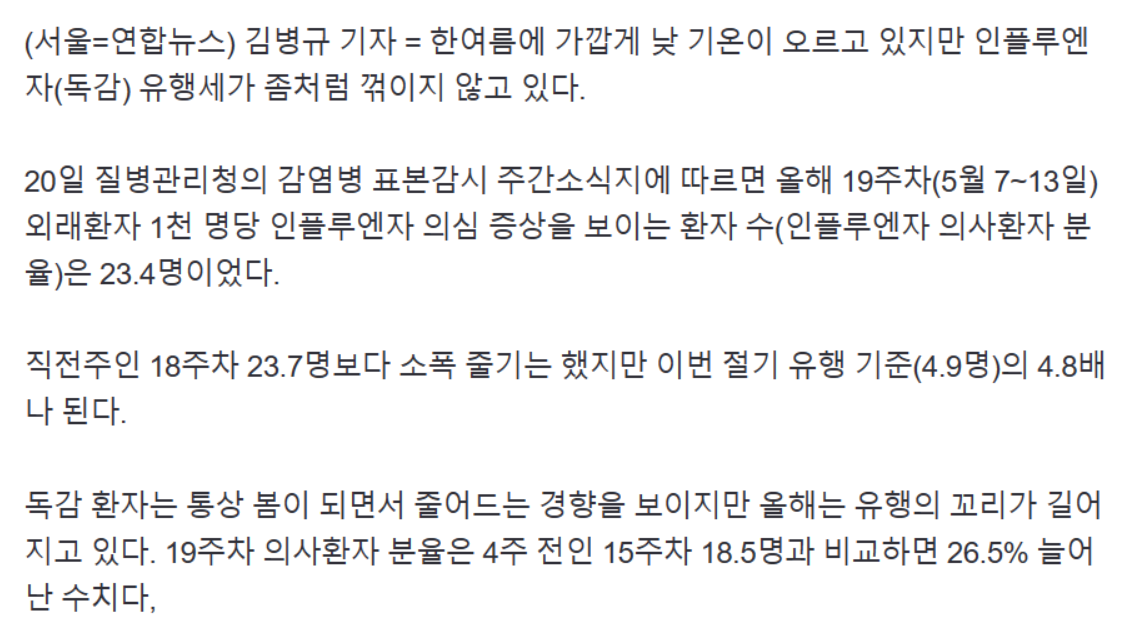 (서울=연합뉴스) 김병규 기자 = 한여름에 가깝게 낮 기온이 오르고 있지만 인플루엔
자(독감) 유행세가 좀처럼 꺾이지 않고 있다.
20일 질병관리청의 감염병 표본감시 주간소식지에 따르면 올해 19주차(5월 7~13일)
외래환자 1천 명당 인플루엔자 의심 증상을 보이는 환자 수(인플루엔자 의사환자 분
율)은 23.4명이었다.
직전주인 18주차 23.7명보다 소폭 줄기는 했지만 이번 절기 유행 기준(4.9명)의 4.8배
나 된다.
독감 환자는 통상 봄이 되면서 줄어드는 경향을 보이지만 올해는 유행의 꼬리가 길어
지고 있다. 19주차 의사환자 분율은 4주 전인 15주차 18.5명과 비교하면 26.5% 늘어
난 수치다,